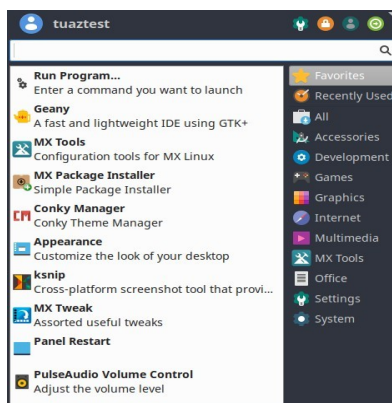 tuaztest
Run Program...
Enter a command you want to launch
Geany
A fast and lightweight IDE using GTK+
MX Tools
Configuration tools for MX Linux
MX Package Installer
Simple Package Installer
Conky Manager
Conky Theme Manager
Appearance
Customize the look of your desktop
ksnip
Cross-platform screenshot tool that provi...
MX Tweak
Assorted useful tweaks
Panel Restart
PulseAudio Volume Control
Adjust the volume level
Favorites
Recently Used
All
Accessories
Development
Games
Graphics
Internet
Multimedia
MX Tools
Office
Settings
System